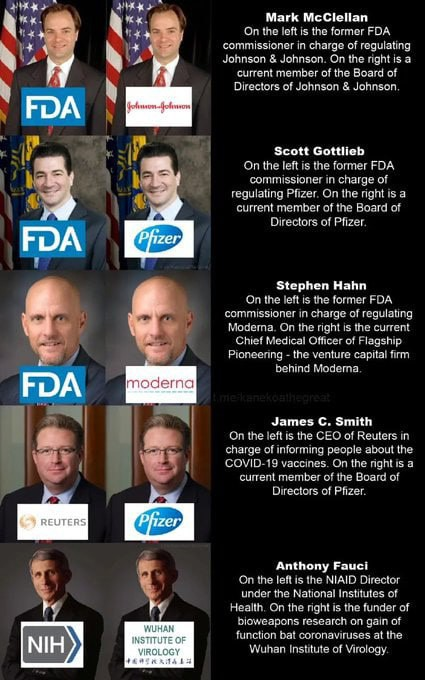 Mark McClellan
On the left is the former FDA
commissioner in charge of regulating
Johnson & Johnson. On the right is a
current member of the Board of
Directors of Johnson & Johnson.
FDA
Johnson & Johnson
Scott Gottlieb
On the left is the former FDA
commissioner in charge of
regulating Pfizer. On the right is a
current member of the Board of
Directors of Pfizer.
FDA
Pfizer
Stephen Hahn
On the left is the former FDA
commissioner in charge of regulating
Moderna. On the right is the current
Chief Medical Officer of Flagship
Pioneering - the venture capital firm
behind Moderna.
FDA
moderna
t.me/kanekoathegreat
James C. Smith
On the left is the CEO of Reuters in
charge of informing people about the
COVID-19 vaccines. On the right is a
current member of the Board of
Directors of Pfizer.
REUTERS
Pfizer
Anthony Fauci
On the left is the NIAID Director
under the National Institutes of
Health. On the right is the funder of
bioweapons research on gain of
function bat coronaviruses at the
Wuhan Institute of Virology.
NIH
WUHAN
INSTITUTE OF
VIROLOGY